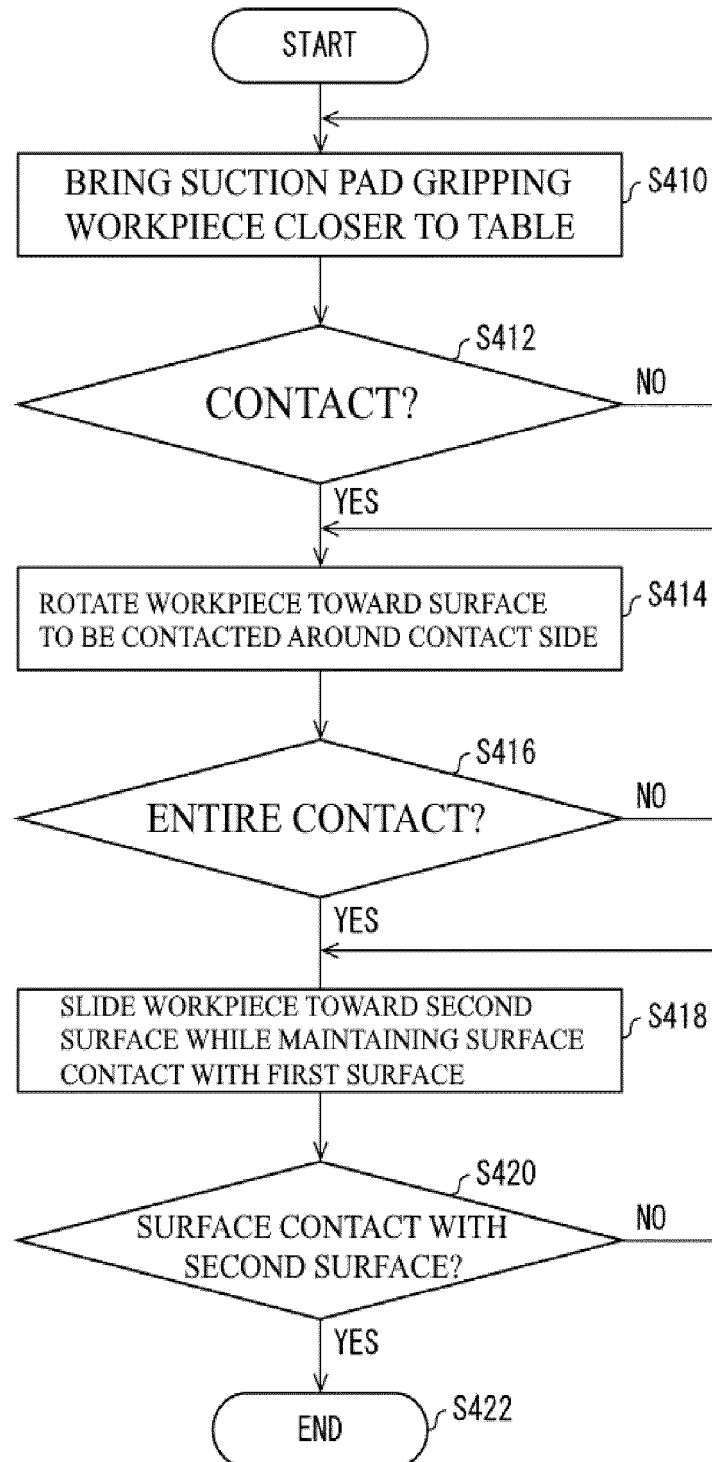 START
BRING SUCTION PAD GRIPPING
WORKPIECE CLOSER TO TABLE
S410
S412
CONTACT?
NO
YES
ROTATE WORKPIECE TOWARD SURFACE
TO BE CONTACTED AROUND CONTACT SIDE
S414
S416
ENTIRE CONTACT?
NO
YES
SLIDE WORKPIECE TOWARD SECOND
SURFACE WHILE MAINTAINING SURFACE
CONTACT WITH FIRST SURFACE
S418
S420
SURFACE CONTACT WITH
SECOND SURFACE?
NO
YES
END
S422